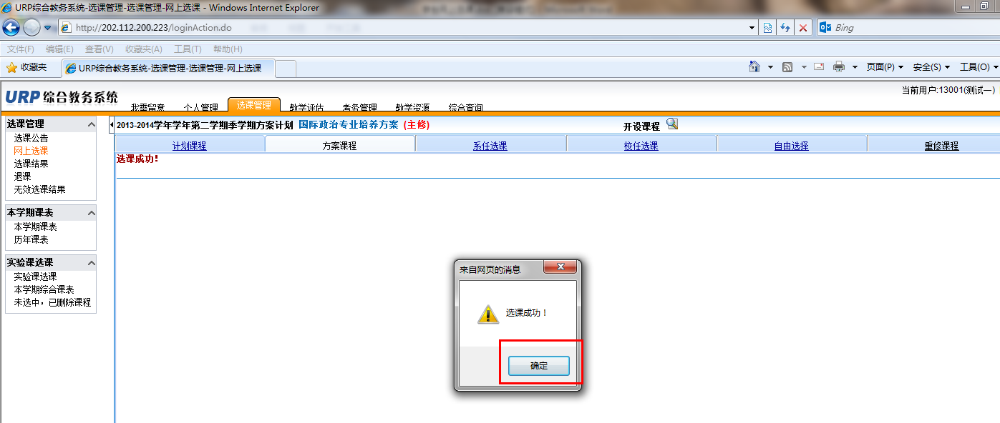 URP综合教务系统-选课管理-选课管理-网上选课 - Windows Internet Explorer
http://202.112.200.223/loginAction.do
Bing
文件(F) 编辑(E) 查看(V) 收藏夹(A) 工具(T) 帮助(H)
收藏夹 URP综合教务系统-选课管理-选课管理-网上选课 页面(P) 安全(S) 工具(O)
当前用户:13001(测试一)
URP综合教务系统
我需留意 个人管理 选课管理 教学评估 考务管理 教学资源 综合查询
选课管理
选课公告
网上选课
选课结果
退课
无效选课结果
本学期课表
本学期课表
历年课表
实验课选课
实验课选课
本学期综合课表
未选中，已删除课程
2013-2014学年学年第二学期季学期方案计划 国际政治专业培养方案 (主修) 开设课程
计划课程 方案课程 系任选课 校任选课 自由选择 重修课程
选课成功!
来自网页的消息
选课成功！
确定